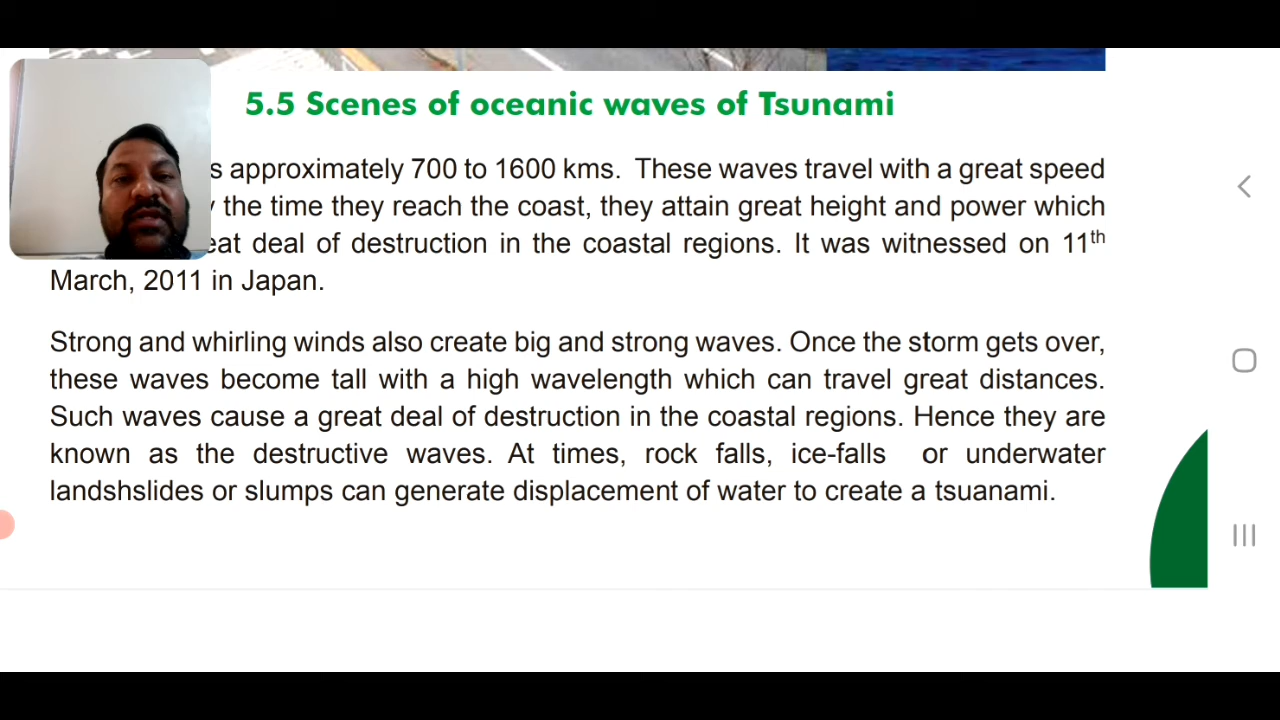 5.5 Scenes of oceanic waves of Tsunami
s approximately 700 to 1600 kms. These waves travel with a great speed
the time they reach the coast, they attain great height and power which
eat deal of destruction in the coastal regions. It was witnessed on 11th
March, 2011 in Japan.
Strong and whirling winds also create big and strong waves. Once the storm gets over,
these waves become tall with a high wavelength which can travel great distances.
Such waves cause a great deal of destruction in the coastal regions. Hence they are
known as the destructive waves. At times, rock falls, ice-falls or underwater
landshslides or slumps can generate displacement of water to create a tsuanami.